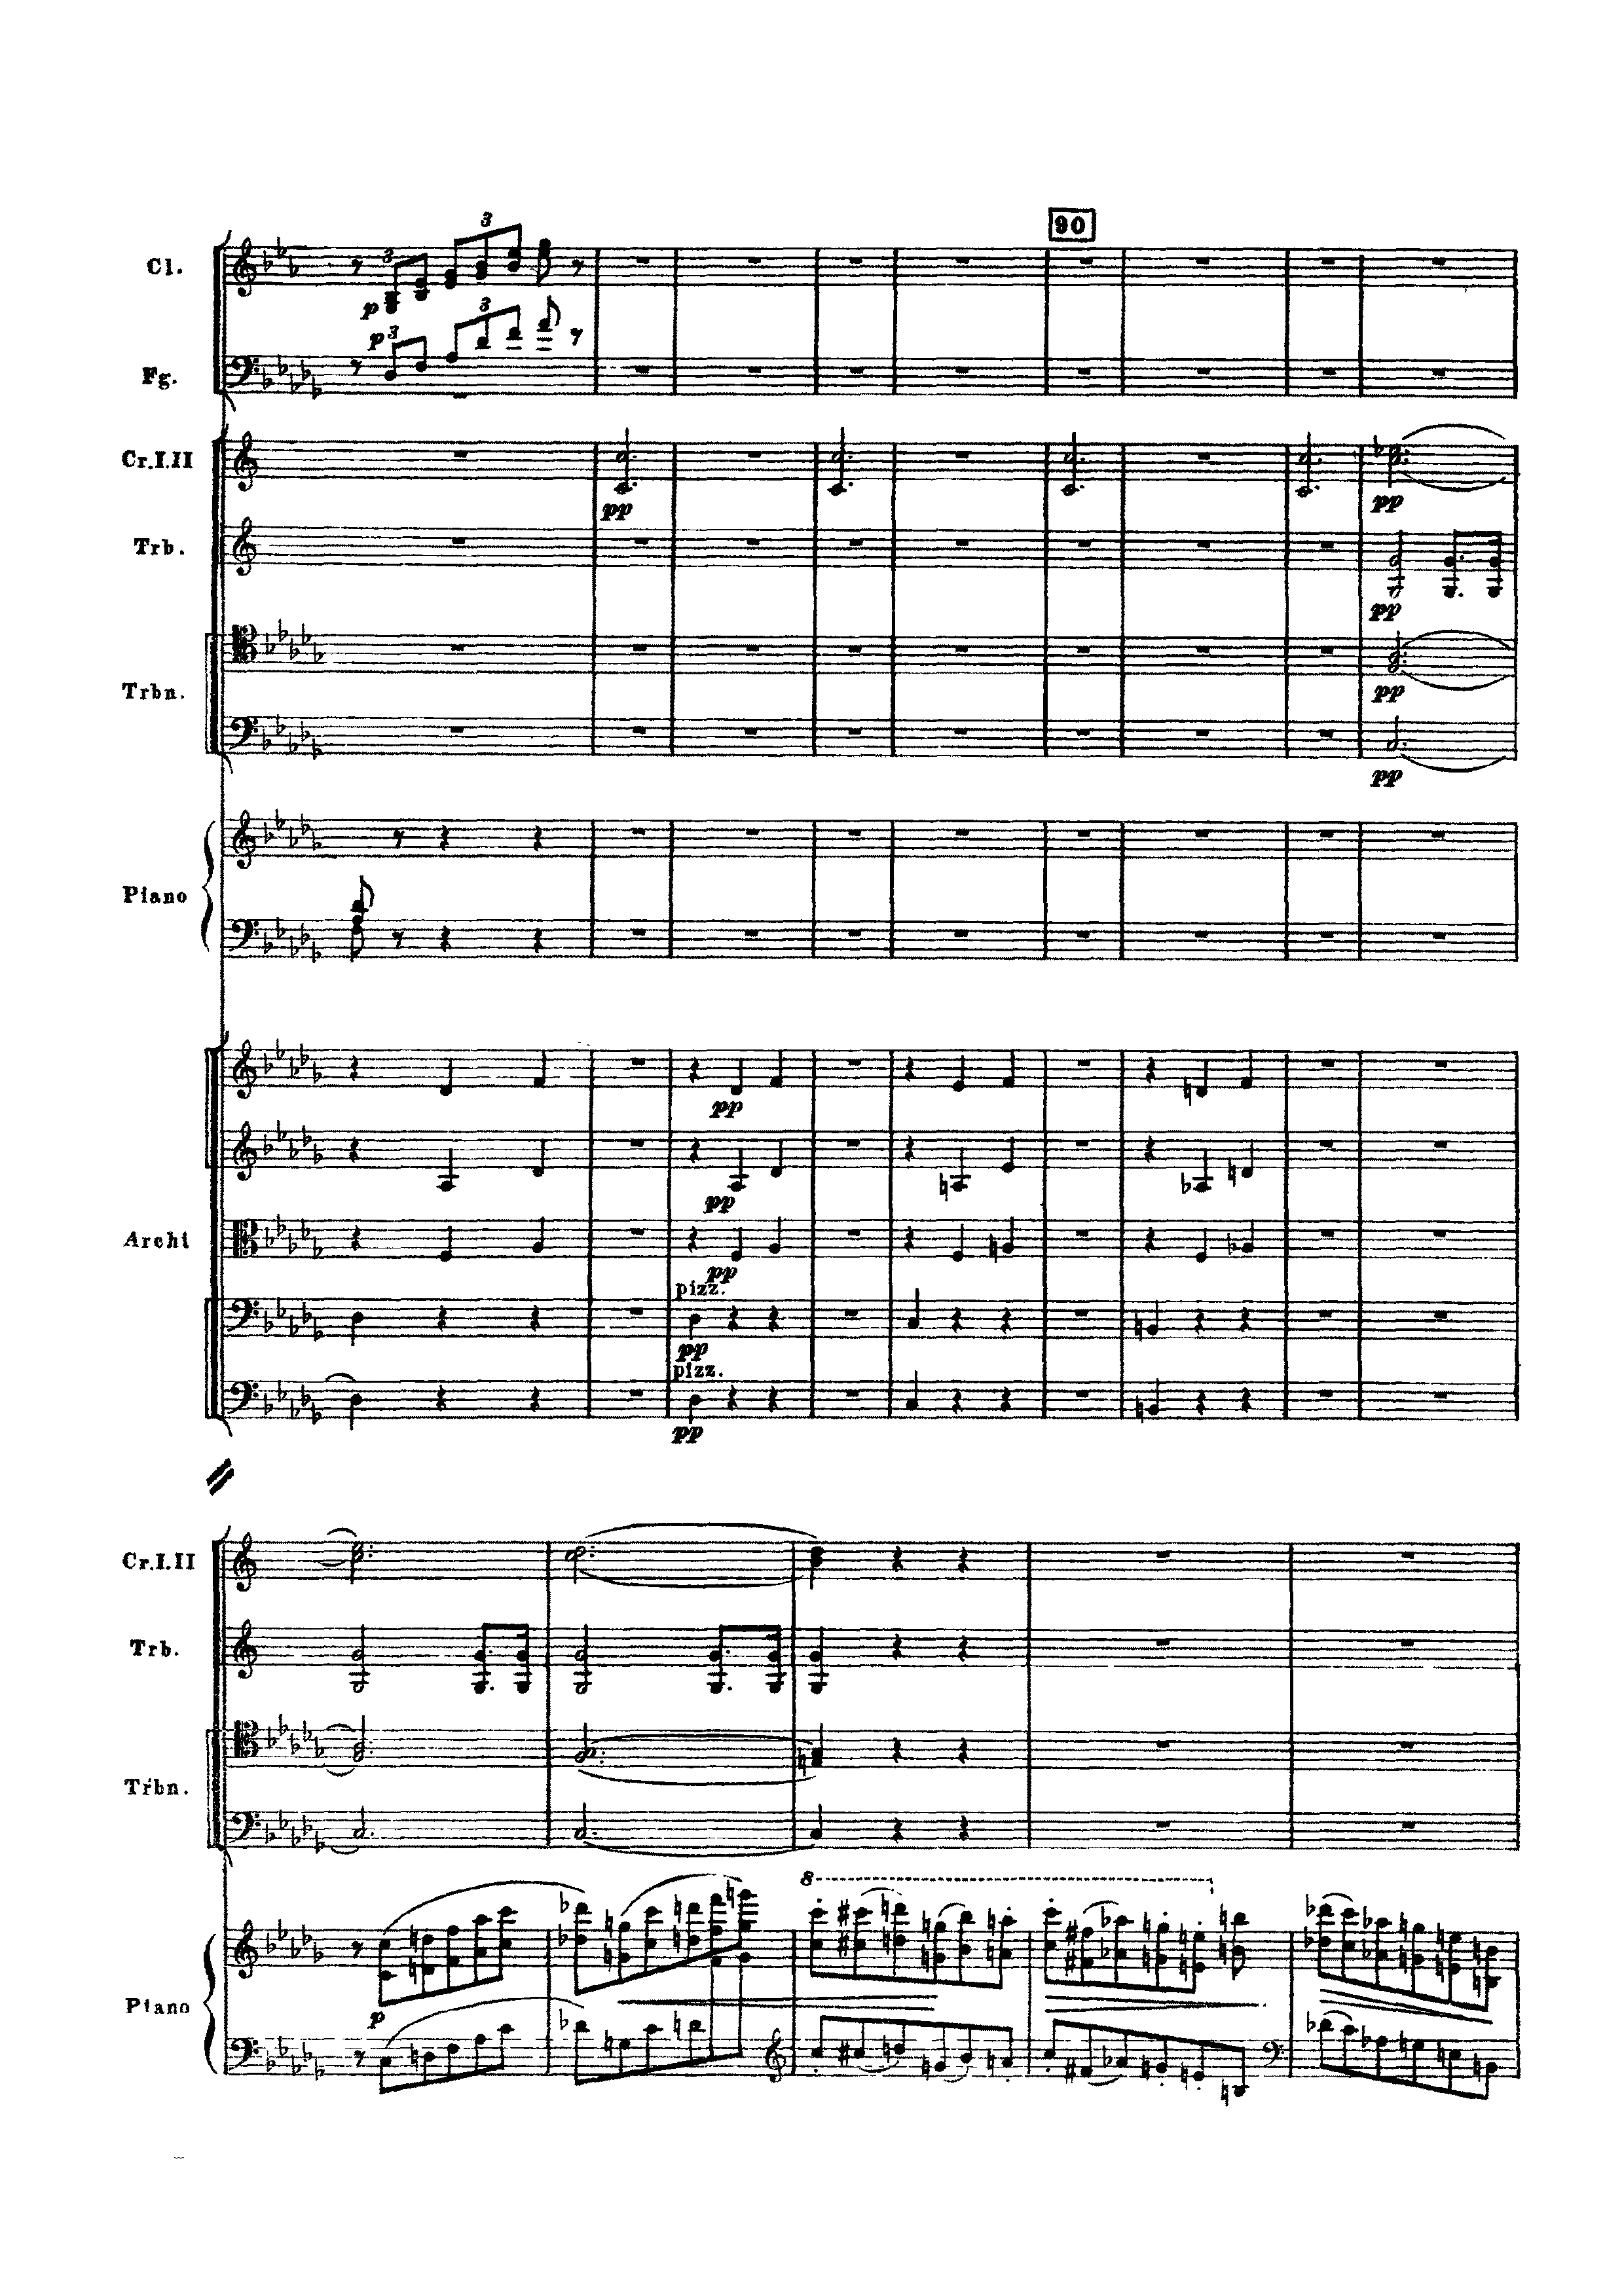 90
3
3
Cl.
p
p 3
3
Fg.
Cr.I.II
pp
pp
Trb.
pp
Trbn.
pp
pp
Piano
pp
pp
Archi
pp
pizz.
pp
pizz.
pp
Cr.I.II
Trb.
Trbn.
8
Piano
p